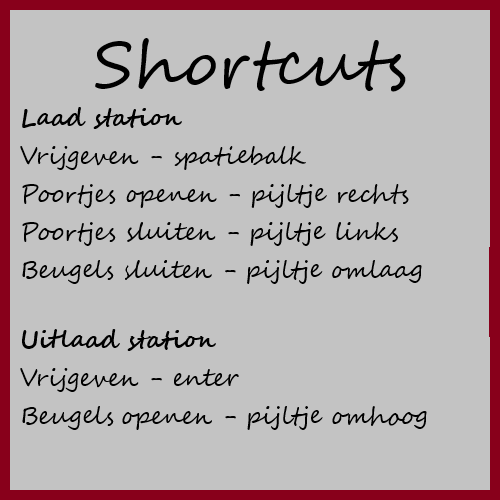 Shortcuts
Laad station
Vrijgeven - spatiebalk
Poortjes openen - pijltje rechts
Poortjes sluiten - pijltje links
Beugels sluiten - pijltje omlaag
Uitlaad station
Vrijgeven - enter
Beugels openen - pijltje omhoog